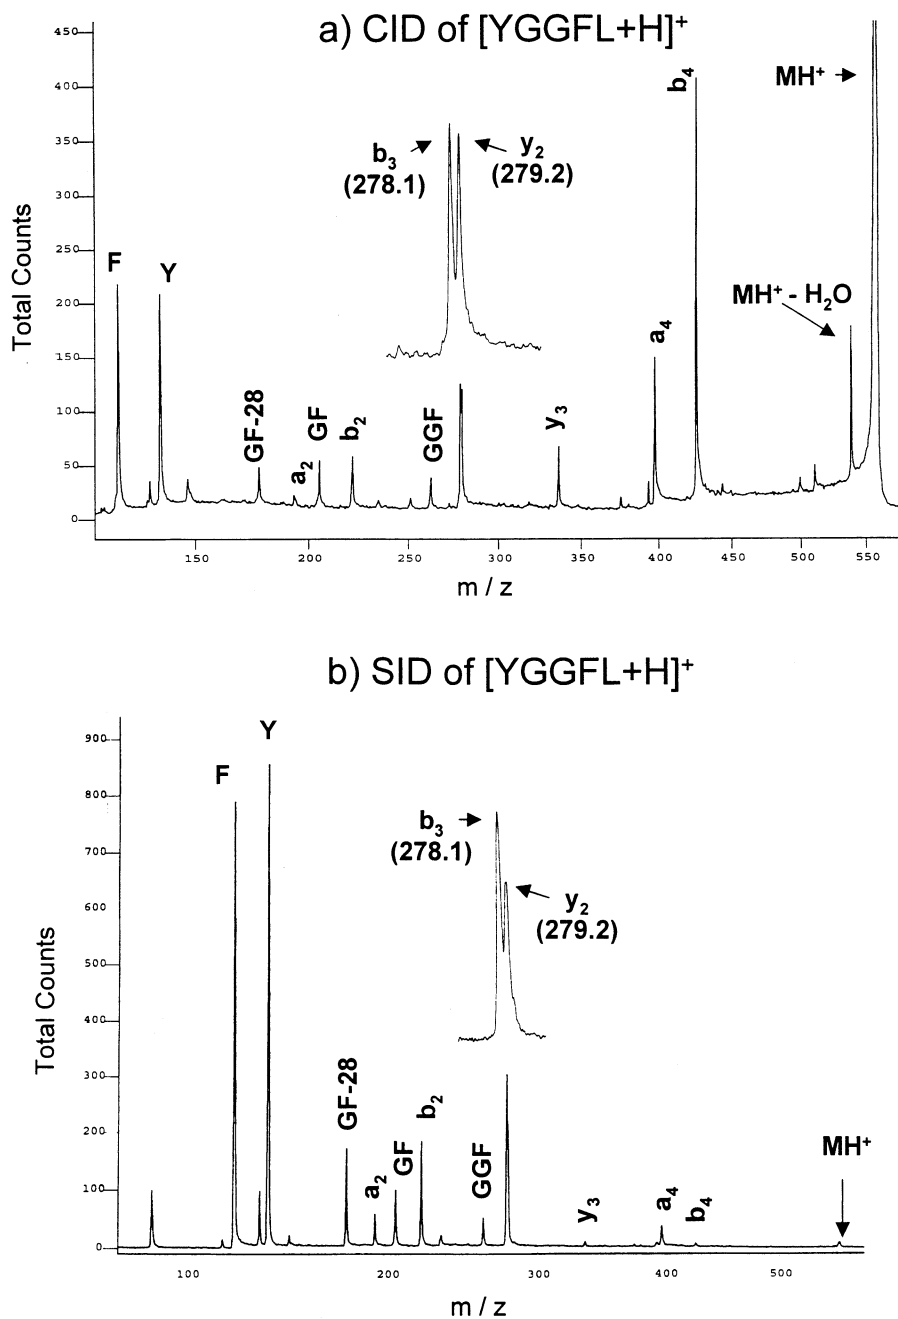 a) CID of [YGGFL+H]⁺
450
400
350
300
250
200
150
100
50
0
Total Counts
F
Y
GF-28
a₂
GF
b₂
GGF
b₃
(278.1)
y₂
(279.2)
y₃
a₄
b₄
MH⁺ - H₂O
MH⁺
150 200 250 300 350 400 450 500 550
m / z
b) SID of [YGGFL+H]⁺
900
800
700
600
500
400
300
200
100
0
Total Counts
F
Y
GF-28
a₂
GF
b₂
GGF
b₃
(278.1)
y₂
(279.2)
y₃
a₄
b₄
MH⁺
100 200 300 400 500
m / z